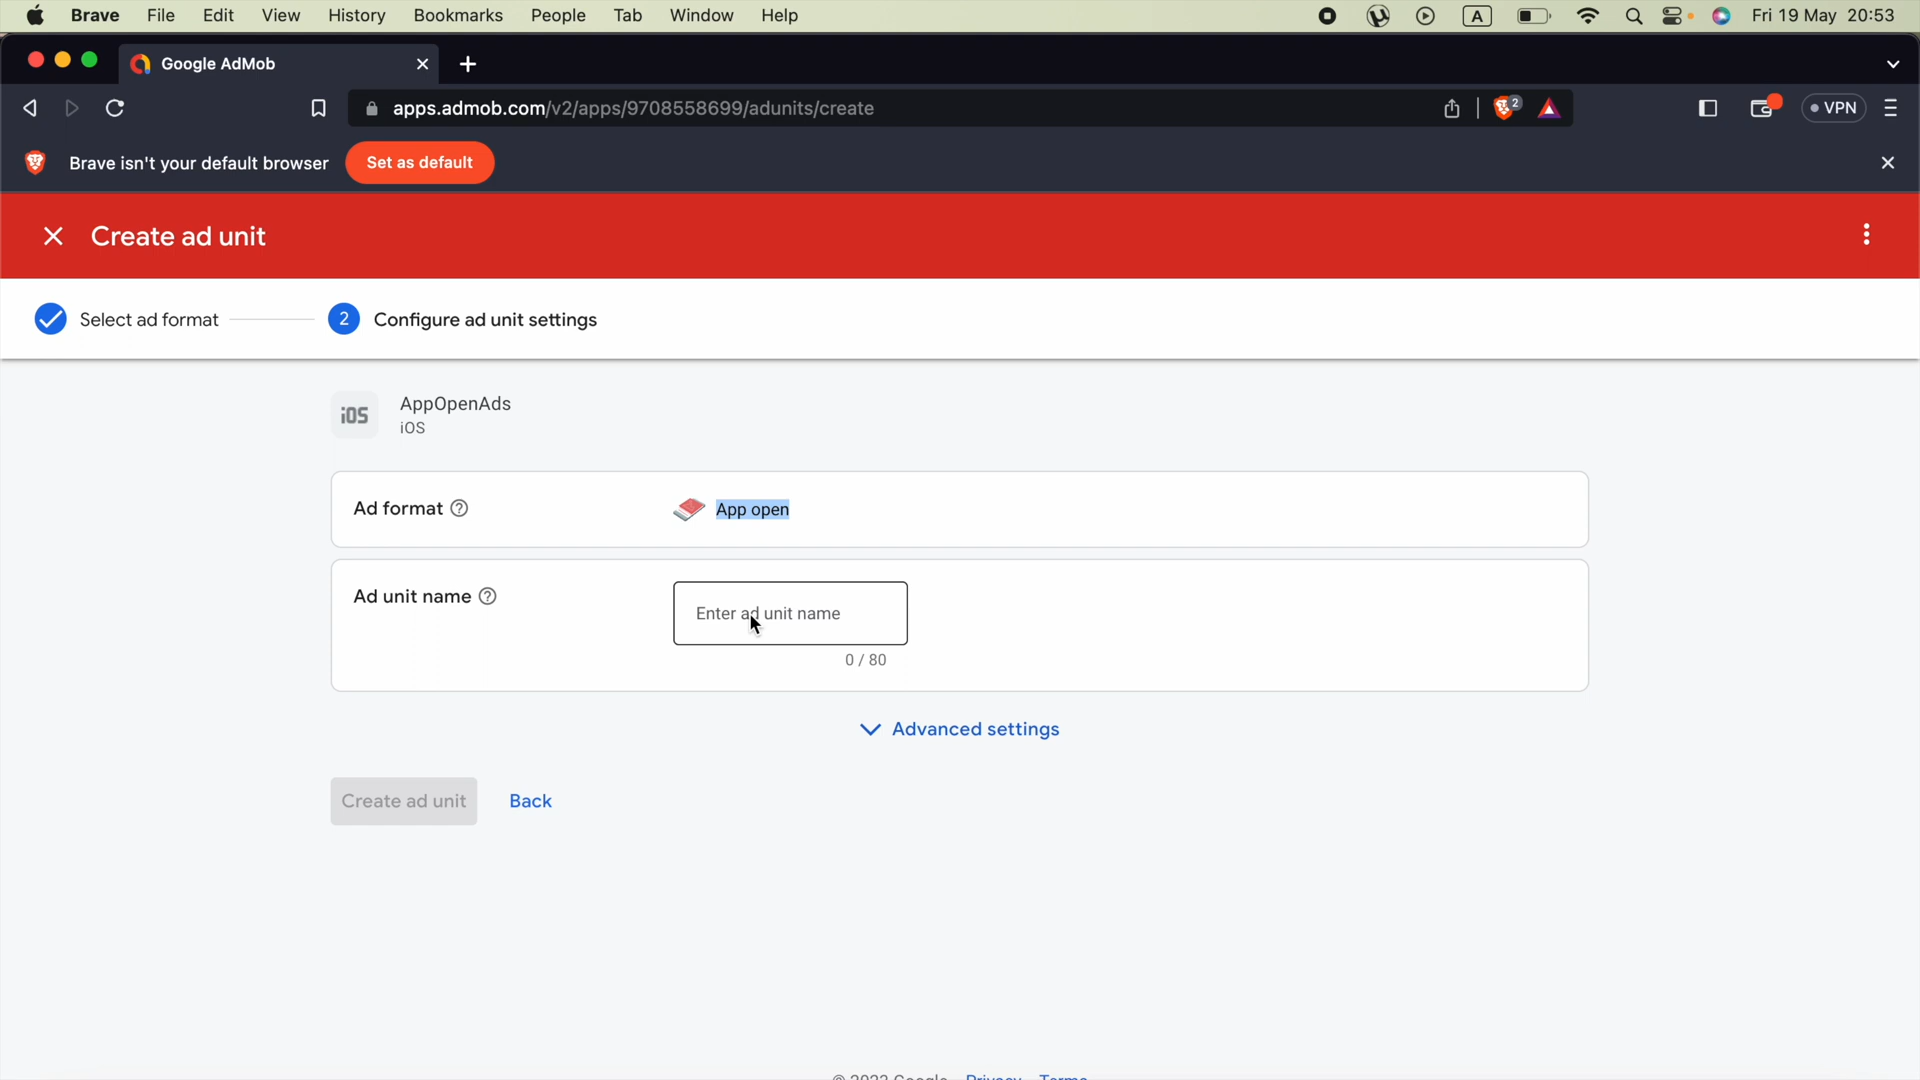 Brave File Edit View History Bookmarks People Tab Window Help A Fri 19 May 20:53
Google AdMob
apps.admob.com/v2/apps/9708558699/adunits/create 2 VPN
Brave isn't your default browser Set as default
Create ad unit
Select ad format 2 Configure ad unit settings
iOS AppOpenAds
iOS
Ad format App open
Ad unit name Enter ad unit name
0 / 80
Advanced settings
Create ad unit Back
Google Privacy Terms